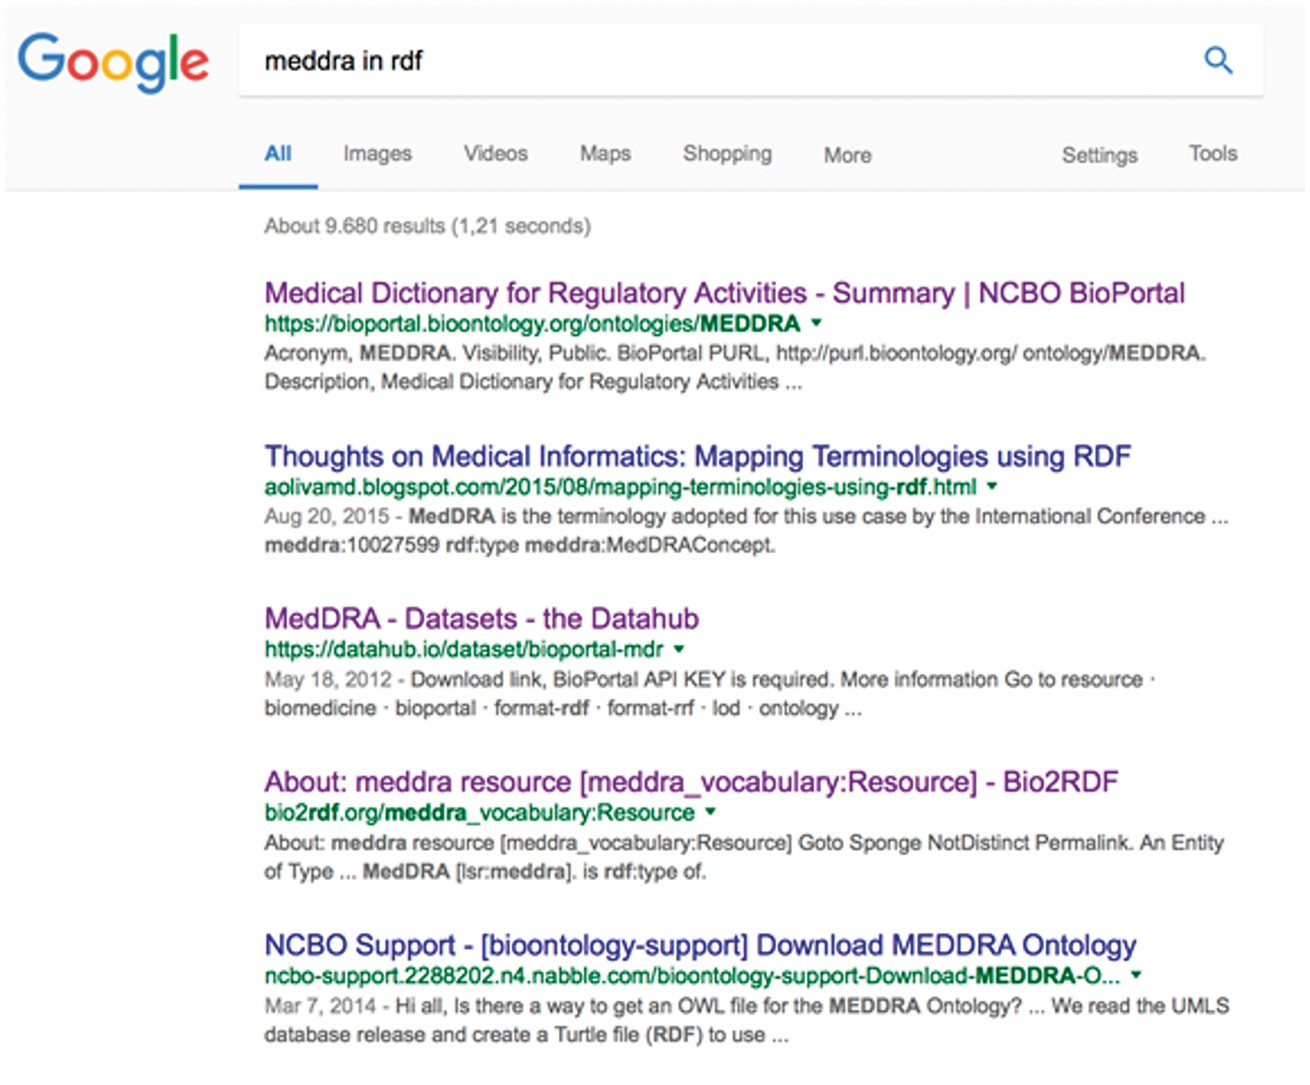 Google
meddra in rdf
All Images Videos Maps Shopping More Settings Tools
About 9.680 results (1,21 seconds)
Medical Dictionary for Regulatory Activities - Summary | NCBO BioPortal
https://bioportal.bioontology.org/ontologies/MEDDRA
Acronym, MEDDRA. Visibility, Public. BioPortal PURL, http://purl.bioontology.org/ ontology/MEDDRA.
Description, Medical Dictionary for Regulatory Activities ...
Thoughts on Medical Informatics: Mapping Terminologies using RDF
aolivamd.blogspot.com/2015/08/mapping-terminologies-using-rdf.html
Aug 20, 2015 - MedDRA is the terminology adopted for this use case by the International Conference ...
meddra:10027599 rdf:type meddra:MedDRAConcept.
MedDRA - Datasets - the Datahub
https://datahub.io/dataset/bioportal-mdr
May 18, 2012 - Download link, BioPortal API KEY is required. More information Go to resource ·
biomedicine · bioportal · format-rdf · format-rrf · lod · ontology ...
About: meddra resource [meddra_vocabulary:Resource] - Bio2RDF
bio2rdf.org/meddra_vocabulary:Resource
About: meddra resource [meddra_vocabulary:Resource] Goto Sponge NotDistinct Permalink. An Entity
of Type ... MedDRA [lsr:meddra]. is rdf:type of.
NCBO Support - [bioontology-support] Download MEDDRA Ontology
ncbo-support.2288202.n4.nabble.com/bioontology-support-Download-MEDDRA-O...
Mar 7, 2014 - Hi all, Is there a way to get an OWL file for the MEDDRA Ontology? ... We read the UMLS
database release and create a Turtle file (RDF) to use ...